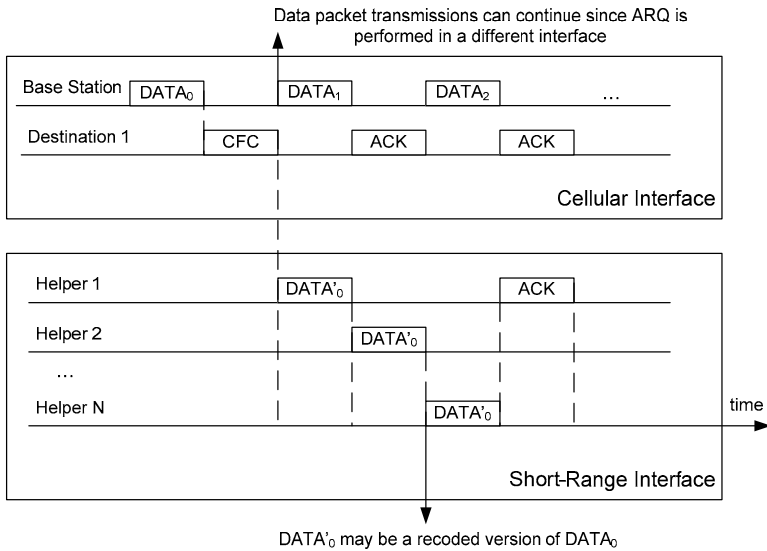 Data packet transmissions can continue since ARQ is
performed in a different interface
Base Station DATA₀ DATA₁ DATA₂ ...
Destination 1 CFC ACK ACK
Cellular Interface
Helper 1 DATA'₀ ACK
Helper 2 DATA'₀
...
Helper N DATA'₀
time
Short-Range Interface
DATA'₀ may be a recoded version of DATA₀